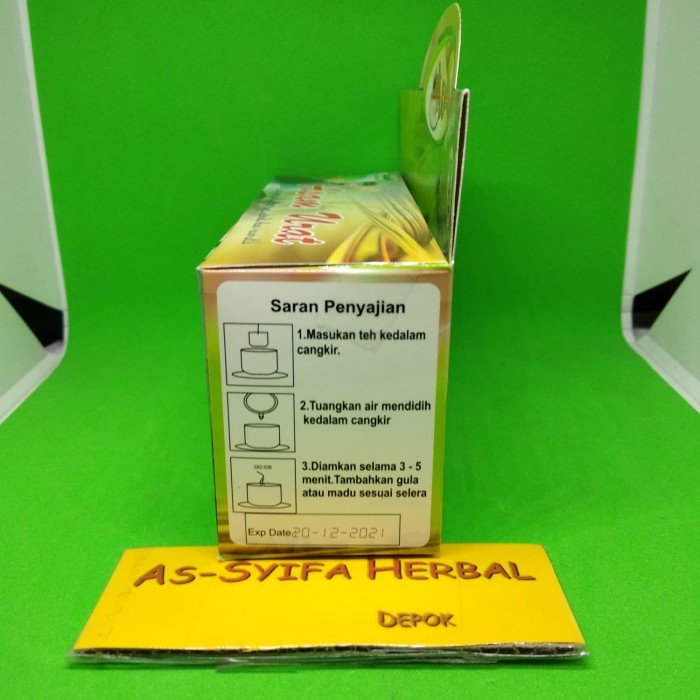 Urat
Saran Penyajian
1.Masukan teh kedalam
cangkir.
2.Tuangkan air mendidih
kedalam cangkir
3.Diamkan selama 3 - 5
menit.Tambahkan gula
atau madu sesuai selera
Exp Date 20-12-2021
AS-SYIFA HERBAL
DEPOK